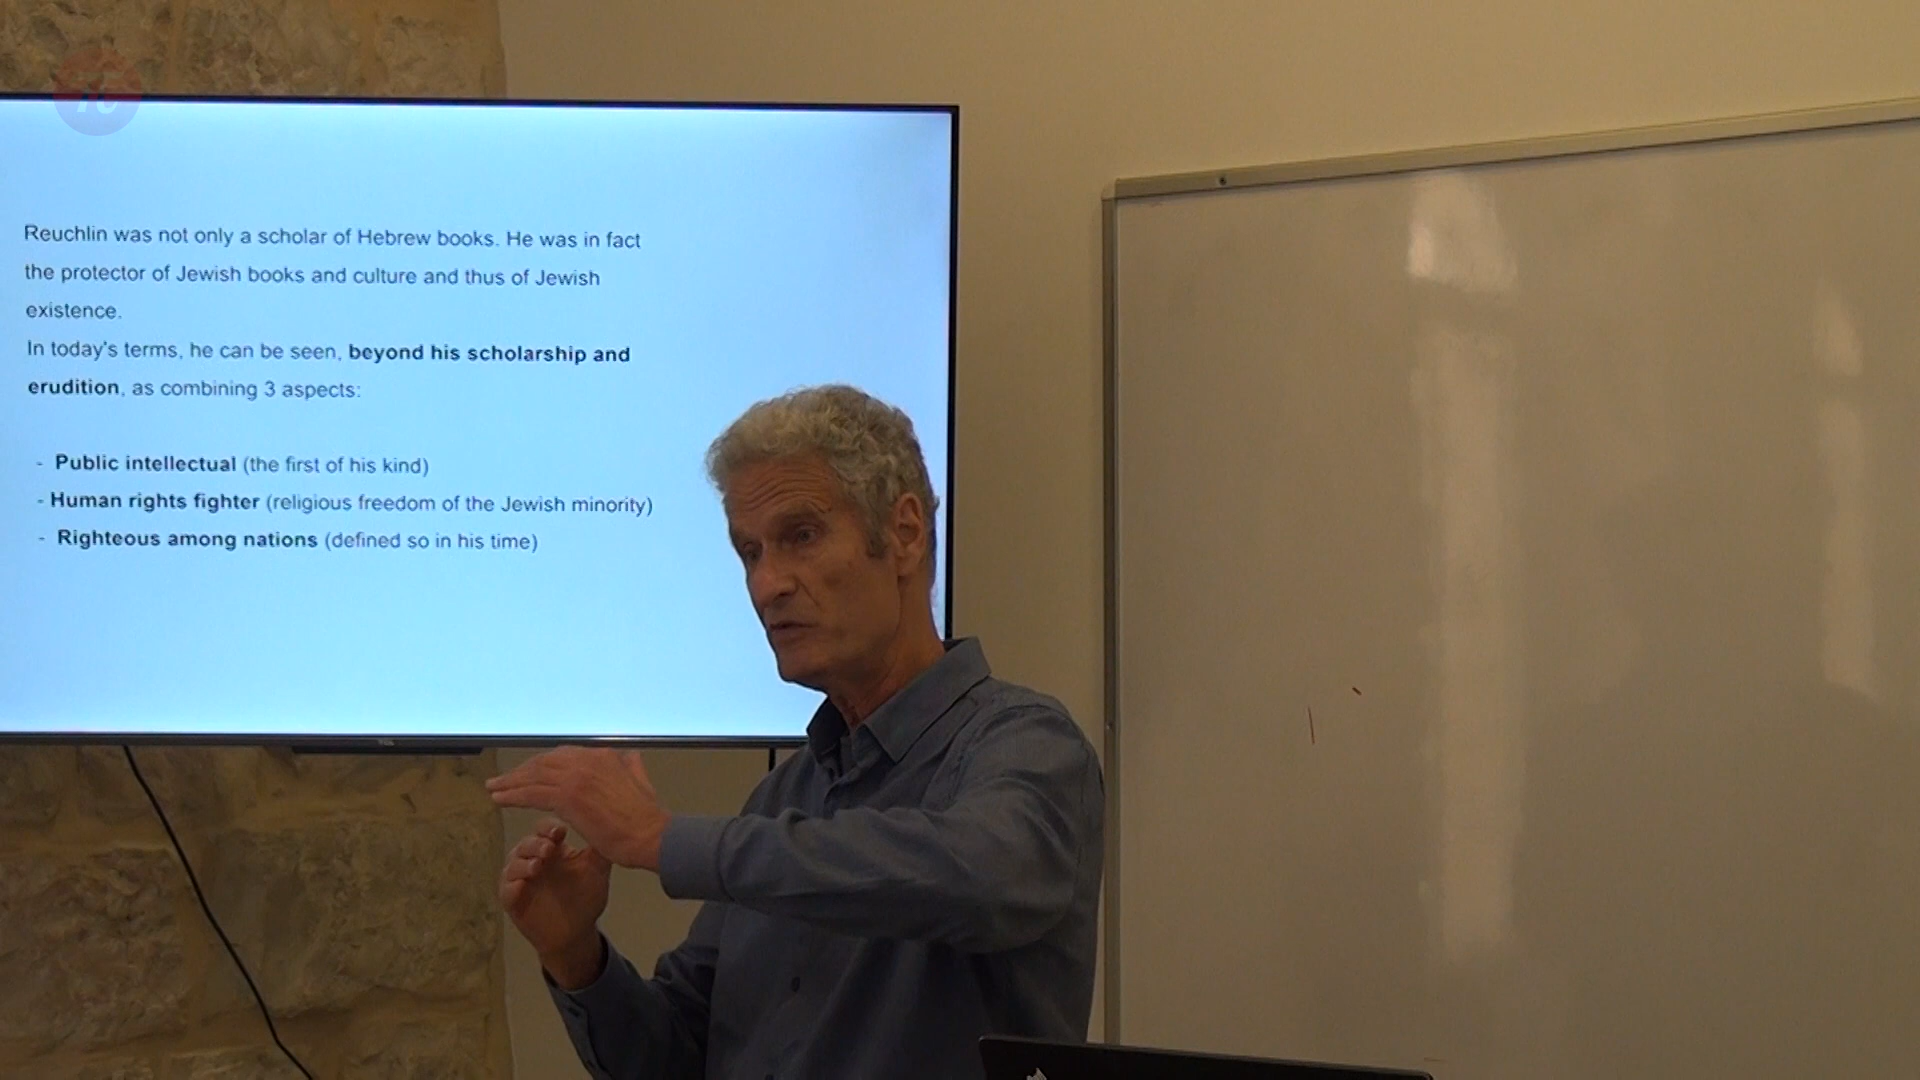 Reuchlin was not only a scholar of Hebrew books. He was in fact
the protector of Jewish books and culture and thus of Jewish
existence.
In today's terms, he can be seen, beyond his scholarship and
erudition, as combining 3 aspects:
- Public intellectual (the first of his kind)
- Human rights fighter (religious freedom of the Jewish minority)
- Righteous among nations (defined so in his time)